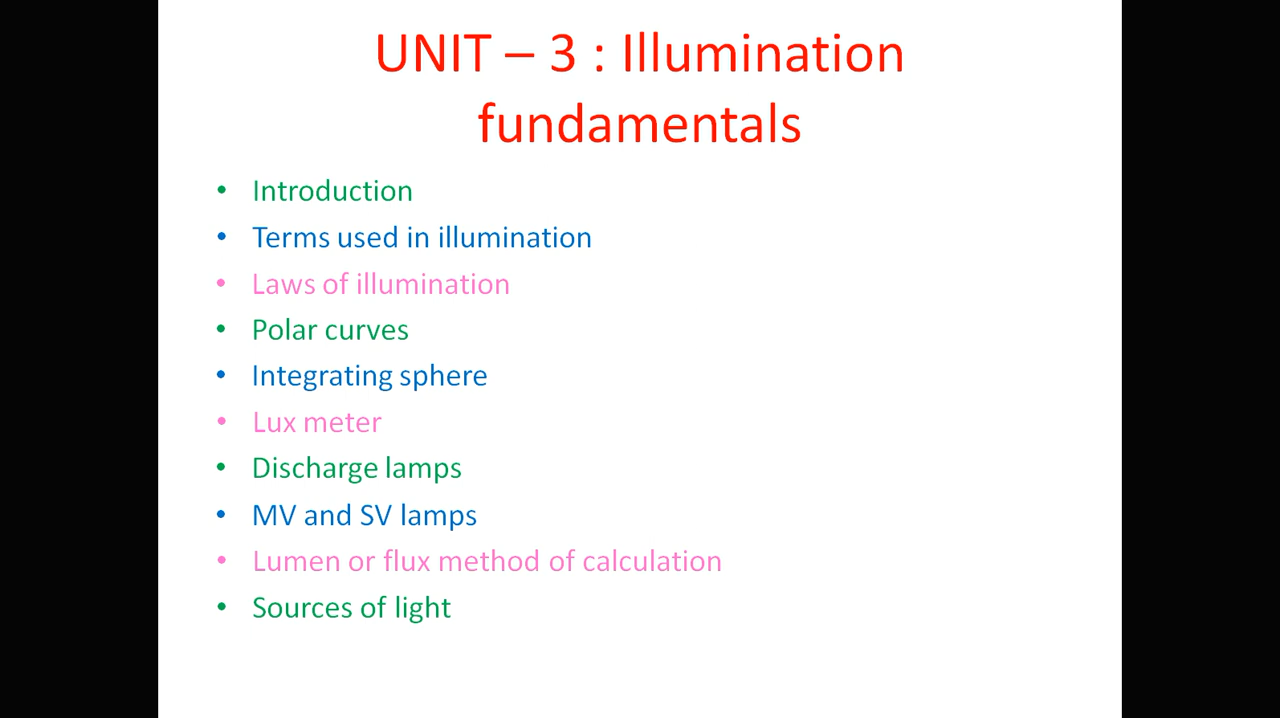 UNIT – 3 : Illumination
fundamentals
• Introduction
• Terms used in illumination
• Laws of illumination
• Polar curves
• Integrating sphere
• Lux meter
• Discharge lamps
• MV and SV lamps
• Lumen or flux method of calculation
• Sources of light